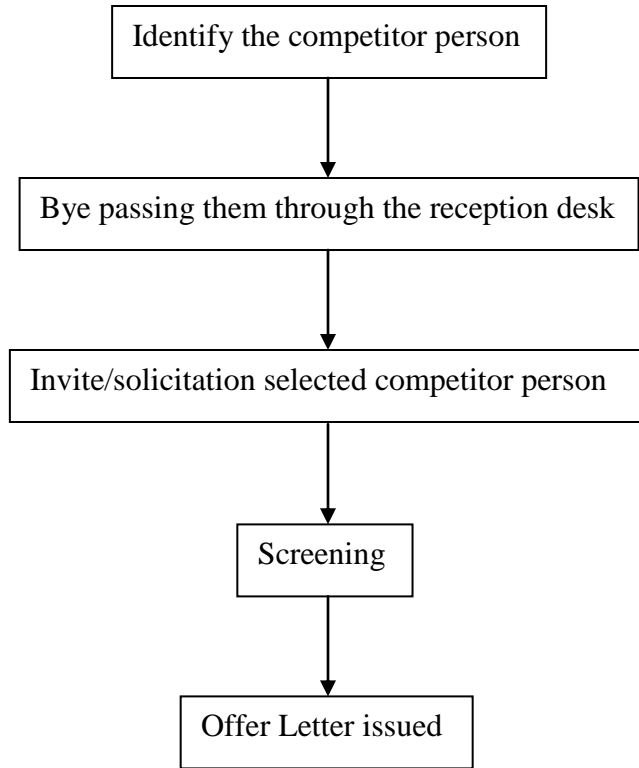 Identify the competitor person
Bye passing them through the reception desk
Invite/solicitation selected competitor person
Screening
Offer Letter issued